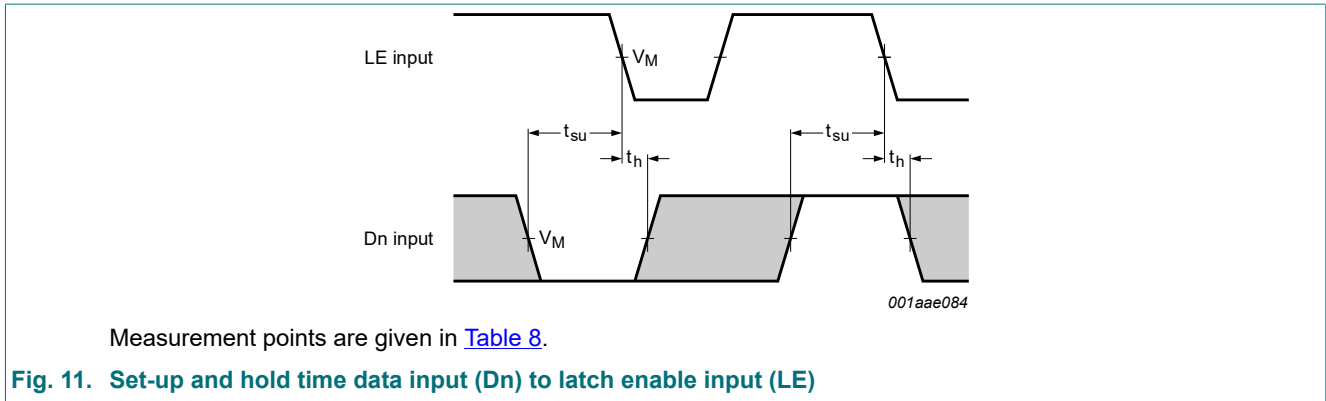 LE input
VM
tsu
tsu
th
th
Dn input
VM
001aae084
Measurement points are given in Table 8.
Fig. 11. Set-up and hold time data input (Dn) to latch enable input (LE)